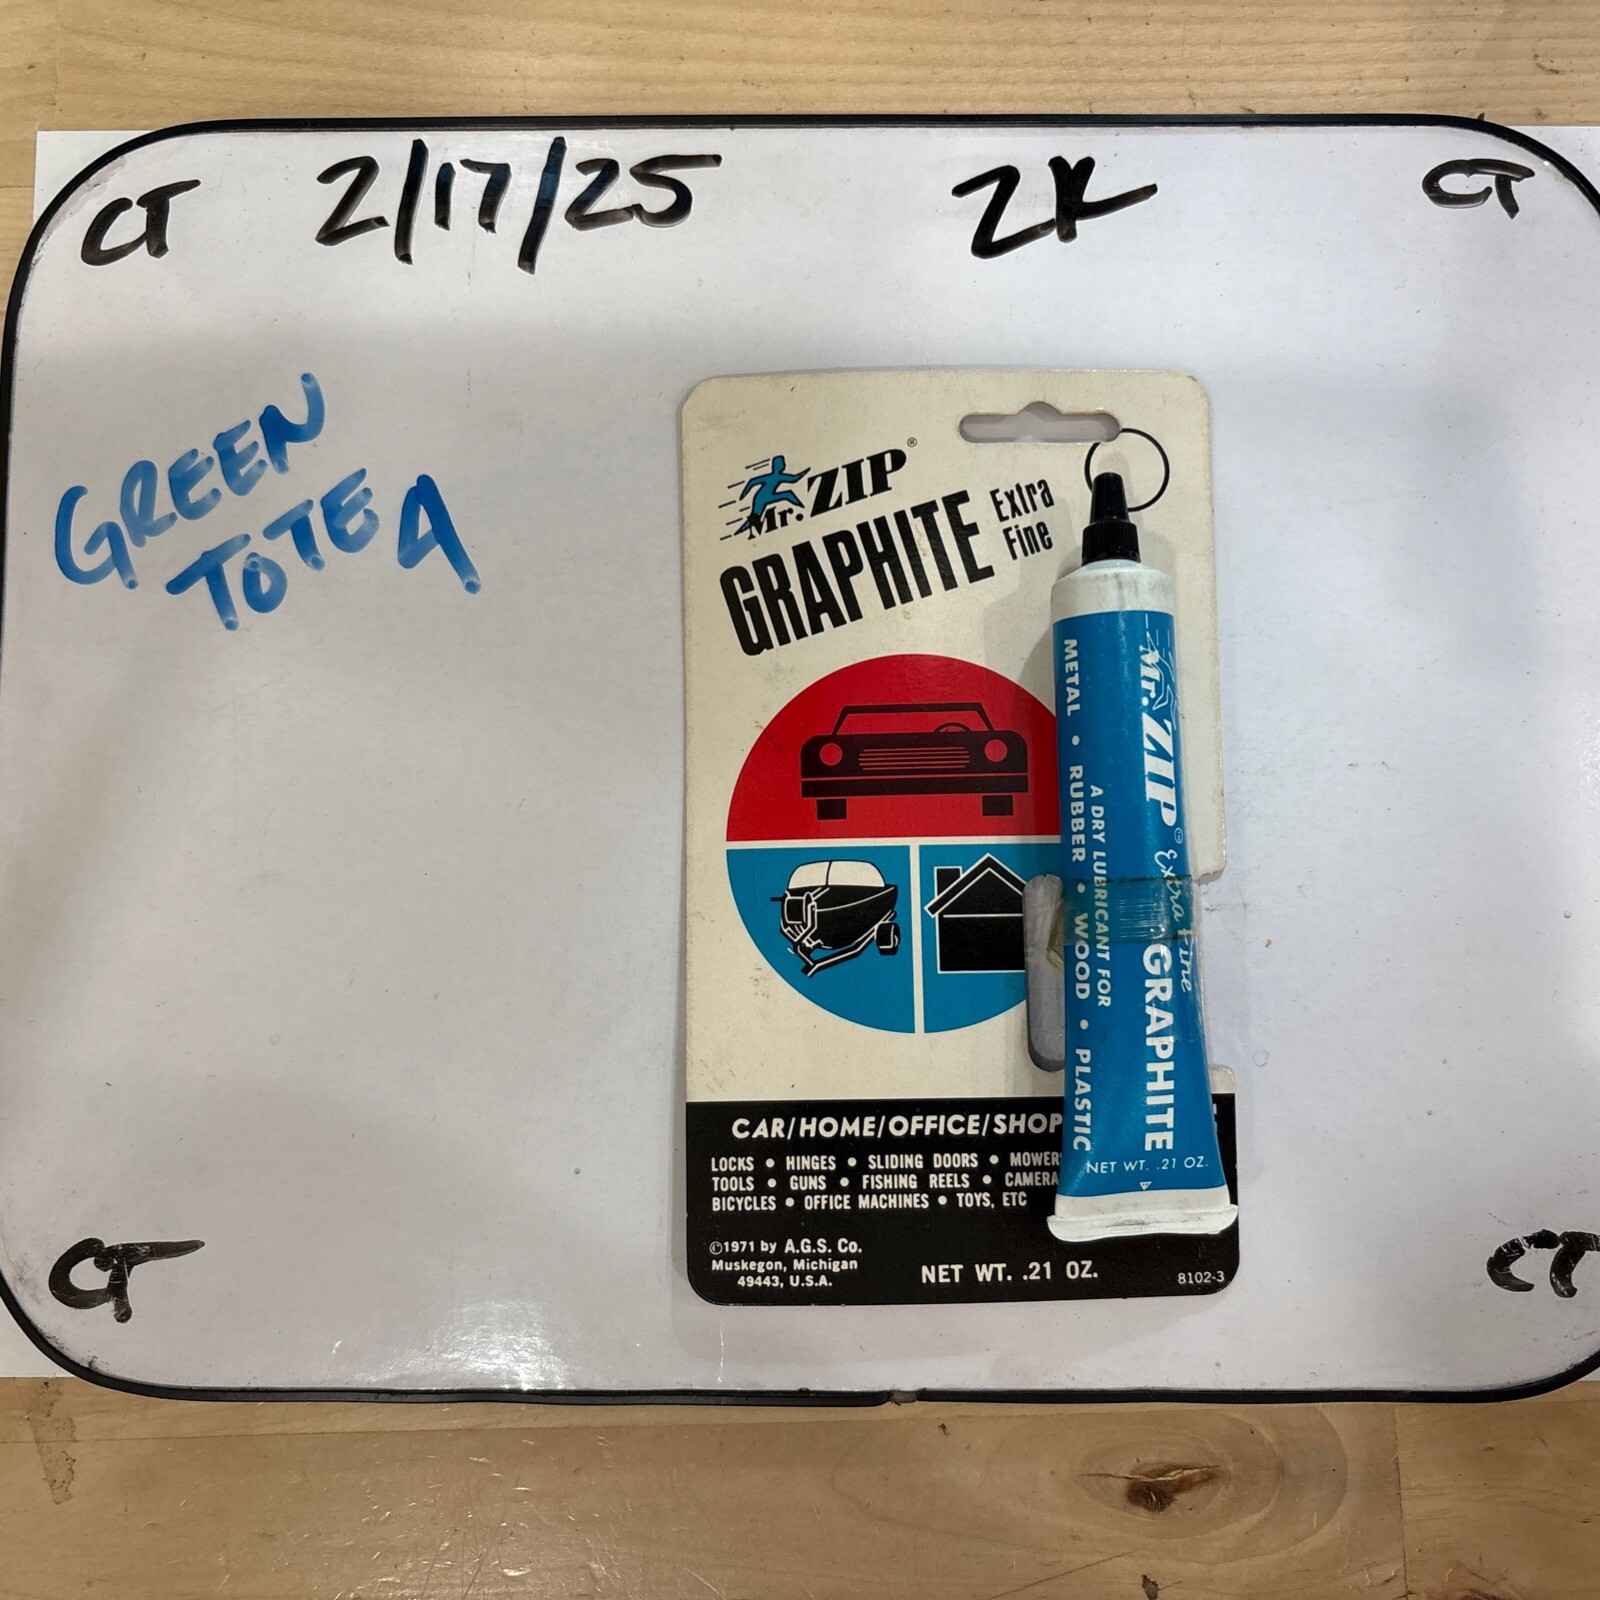 CT 2/17/25 2K CT
GREEN
TOTE A
Mr. ZIP®
GRAPHITE Extra
Fine
Mr. ZIP® Extra Fine GRAPHITE
A DRY LUBRICANT FOR
METAL • RUBBER • WOOD • PLASTIC
NET WT. .21 OZ.
CAR/HOME/OFFICE/SHOP
LOCKS • HINGES • SLIDING DOORS • MOWERS
TOOLS • GUNS • FISHING REELS • CAMERA
BICYCLES • OFFICE MACHINES • TOYS, ETC
©1971 by A.G.S. Co.
Muskegon, Michigan
49443, U.S.A.
NET WT. .21 OZ.
8102-3
CT CT